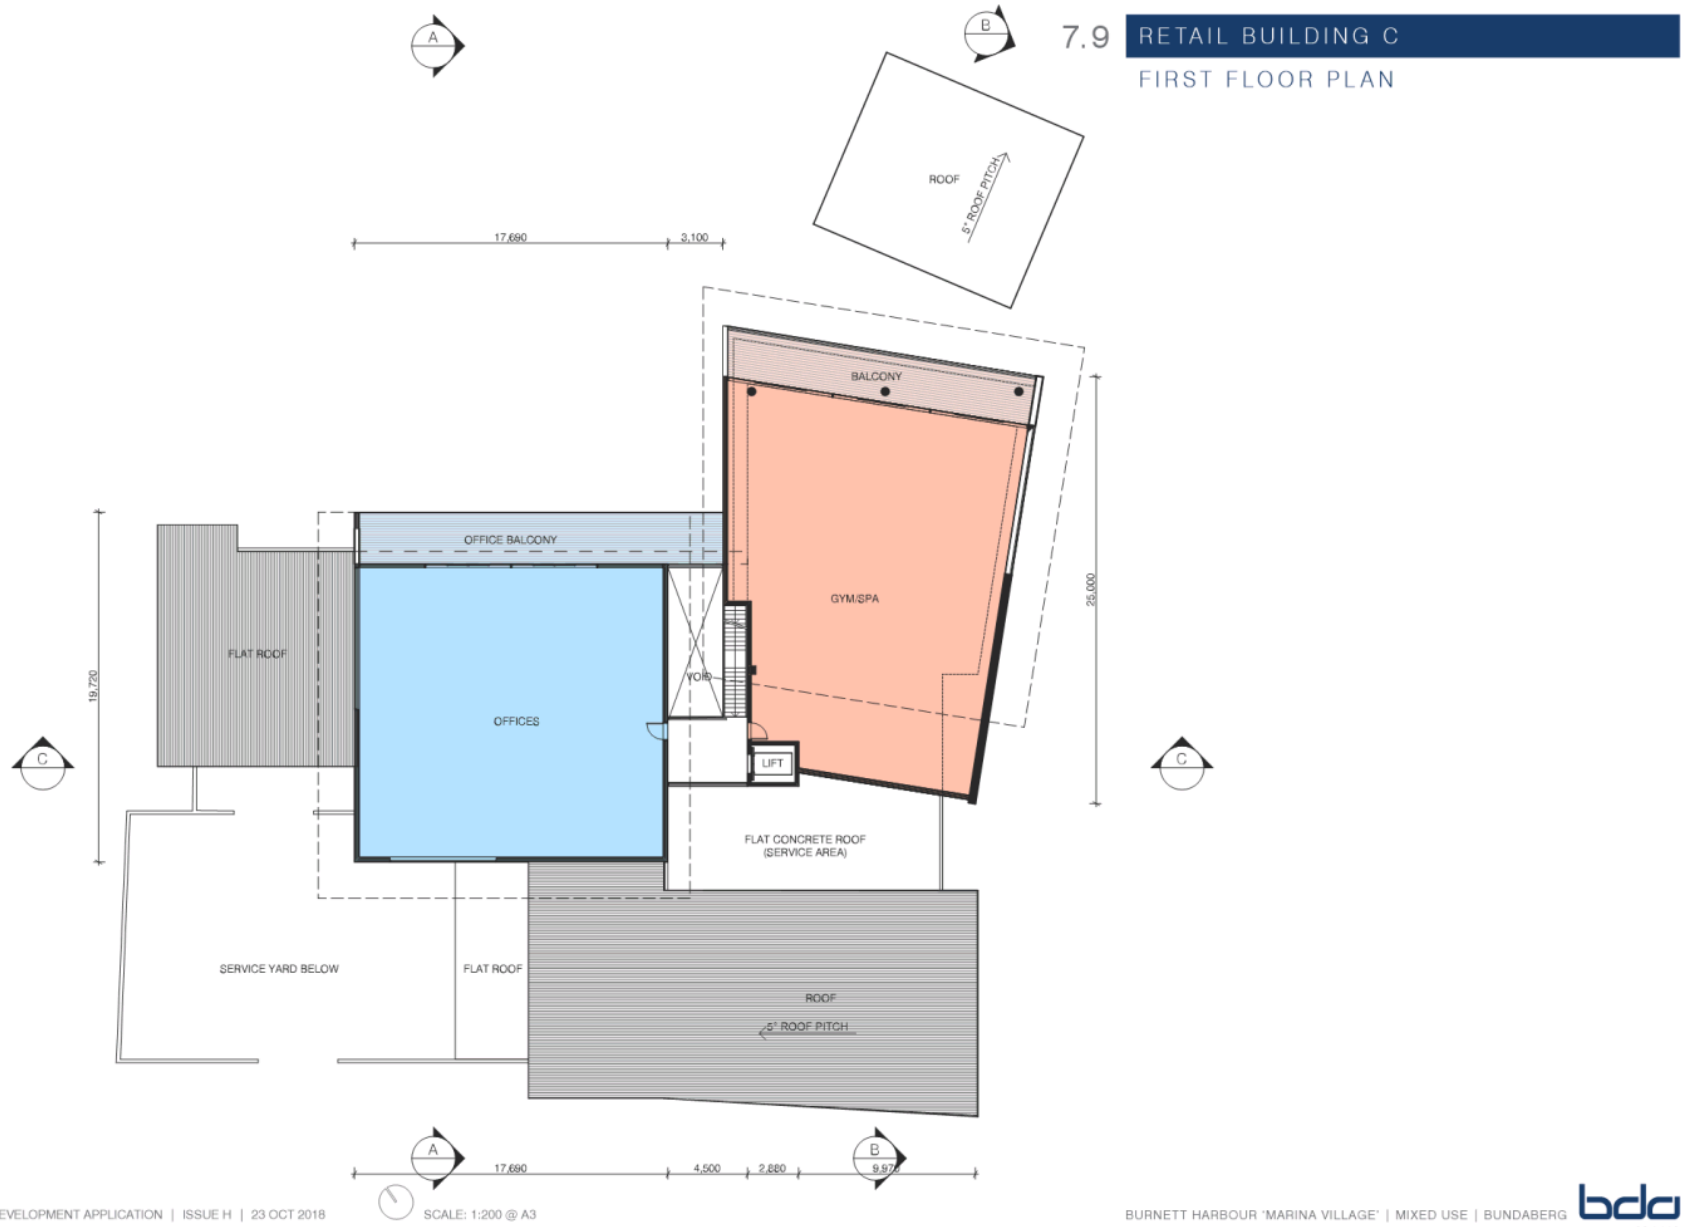 A
B
7.9 RETAIL BUILDING C
FIRST FLOOR PLAN
ROOF
5° ROOF PITCH
17,690
3,100
BALCONY
OFFICE BALCONY
GYM/SPA
25,000
FLAT ROOF
19,720
VOID
OFFICES
C
LIFT
C
FLAT CONCRETE ROOF
(SERVICE AREA)
SERVICE YARD BELOW
FLAT ROOF
ROOF
5° ROOF PITCH
A
B
17,690
4,500
2,880
9,970
EVELOPMENT APPLICATION | ISSUE H | 23 OCT 2018
SCALE: 1:200 @ A3
BURNETT HARBOUR 'MARINA VILLAGE' | MIXED USE | BUNDABERG
bda